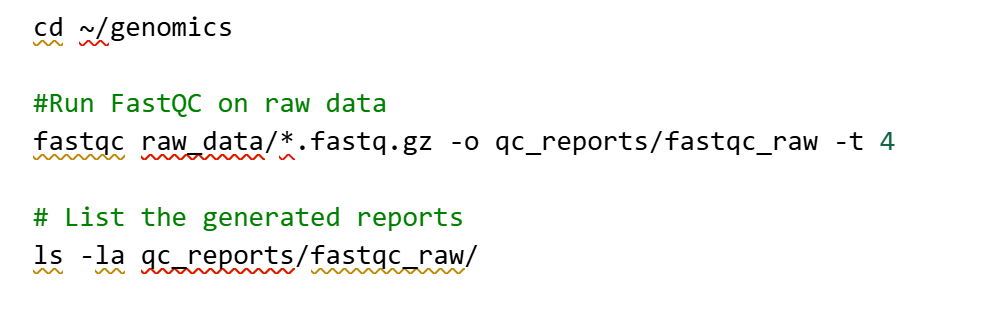 cd ~/genomics
#Run FastQC on raw data
fastqc raw_data/*.fastq.gz -o qc_reports/fastqc_raw -t 4
# List the generated reports
ls -la qc_reports/fastqc_raw/